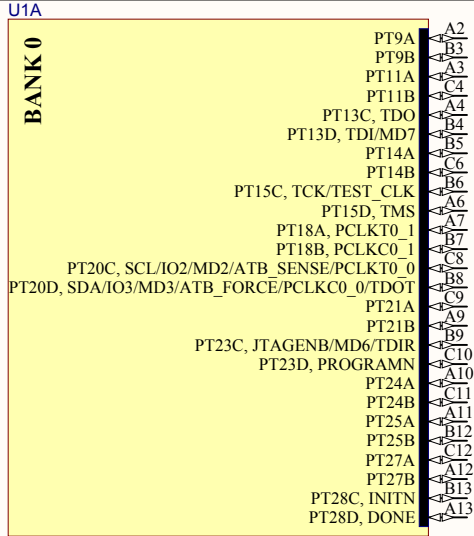 U1A
BANK 0
PT9A A2
PT9B B3
PT11A A3
PT11B C4
PT13C, TDO A4
PT13D, TDI/MD7 B4
PT14A B5
PT14B C6
PT15C, TCK/TEST_CLK B6
PT15D, TMS A6
PT18A, PCLKT0_1 A7
PT18B, PCLKC0_1 B7
PT20C, SCL/IO2/MD2/ATB_SENSE/PCLKT0_0 C8
PT20D, SDA/IO3/MD3/ATB_FORCE/PCLKC0_0/TDOT B8
PT21A C9
PT21B A9
PT23C, JTAGENB/MD6/TDIR B9
PT23D, PROGRAMN C10
PT24A A10
PT24B C11
PT25A A11
PT25B B12
PT27A C12
PT27B A12
PT28C, INITN B13
PT28D, DONE A13